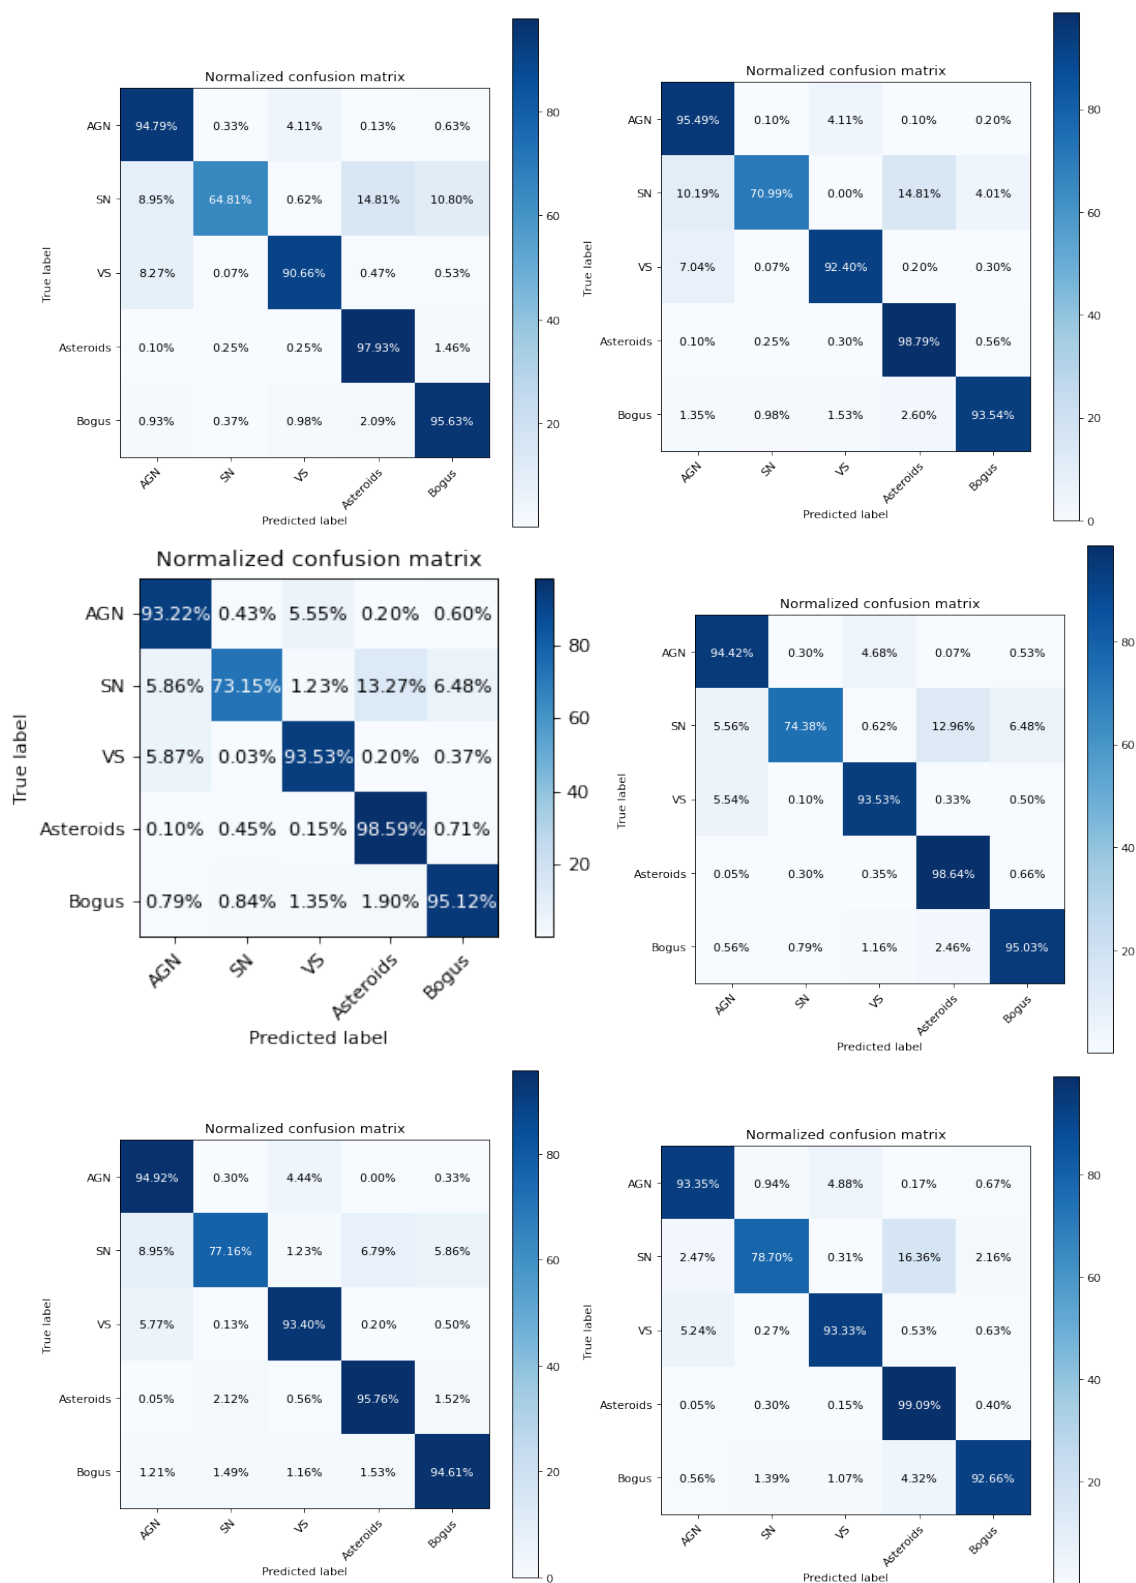 Normalized confusion matrix
AGN 94.79% 0.33% 4.11% 0.13% 0.63%
SN 8.95% 64.81% 0.62% 14.81% 10.80%
VS 8.27% 0.07% 90.66% 0.47% 0.53%
Asteroids 0.10% 0.25% 0.25% 97.93% 1.46%
Bogus 0.93% 0.37% 0.98% 2.09% 95.63%
AGN SN VS Asteroids Bogus
Predicted label
True label
80
60
40
20
Normalized confusion matrix
AGN 95.49% 0.10% 4.11% 0.10% 0.20%
SN 10.19% 70.99% 0.00% 14.81% 4.01%
VS 7.04% 0.07% 92.40% 0.20% 0.30%
Asteroids 0.10% 0.25% 0.30% 98.79% 0.56%
Bogus 1.35% 0.98% 1.53% 2.60% 93.54%
AGN SN VS Asteroids Bogus
Predicted label
True label
80
60
40
20
0
Normalized confusion matrix
AGN 93.22% 0.43% 5.55% 0.20% 0.60%
SN 5.86% 73.15% 1.23% 13.27% 6.48%
VS 5.87% 0.03% 93.53% 0.20% 0.37%
Asteroids 0.10% 0.45% 0.15% 98.59% 0.71%
Bogus 0.79% 0.84% 1.35% 1.90% 95.12%
AGN SN VS Asteroids Bogus
Predicted label
True label
80
60
40
20
Normalized confusion matrix
AGN 94.42% 0.30% 4.68% 0.07% 0.53%
SN 5.56% 74.38% 0.62% 12.96% 6.48%
VS 5.54% 0.10% 93.53% 0.33% 0.50%
Asteroids 0.05% 0.30% 0.35% 98.64% 0.66%
Bogus 0.56% 0.79% 1.16% 2.46% 95.03%
AGN SN VS Asteroids Bogus
Predicted label
True label
80
60
40
20
Normalized confusion matrix
AGN 94.92% 0.30% 4.44% 0.00% 0.33%
SN 8.95% 77.16% 1.23% 6.79% 5.86%
VS 5.77% 0.13% 93.40% 0.20% 0.50%
Asteroids 0.05% 2.12% 0.56% 95.76% 1.52%
Bogus 1.21% 1.49% 1.16% 1.53% 94.61%
AGN SN VS Asteroids Bogus
Predicted label
True label
80
60
40
20
0
Normalized confusion matrix
AGN 93.35% 0.94% 4.88% 0.17% 0.67%
SN 2.47% 78.70% 0.31% 16.36% 2.16%
VS 5.24% 0.27% 93.33% 0.53% 0.63%
Asteroids 0.05% 0.30% 0.15% 99.09% 0.40%
Bogus 0.56% 1.39% 1.07% 4.32% 92.66%
AGN SN VS Asteroids Bogus
Predicted label
True label
80
60
40
20